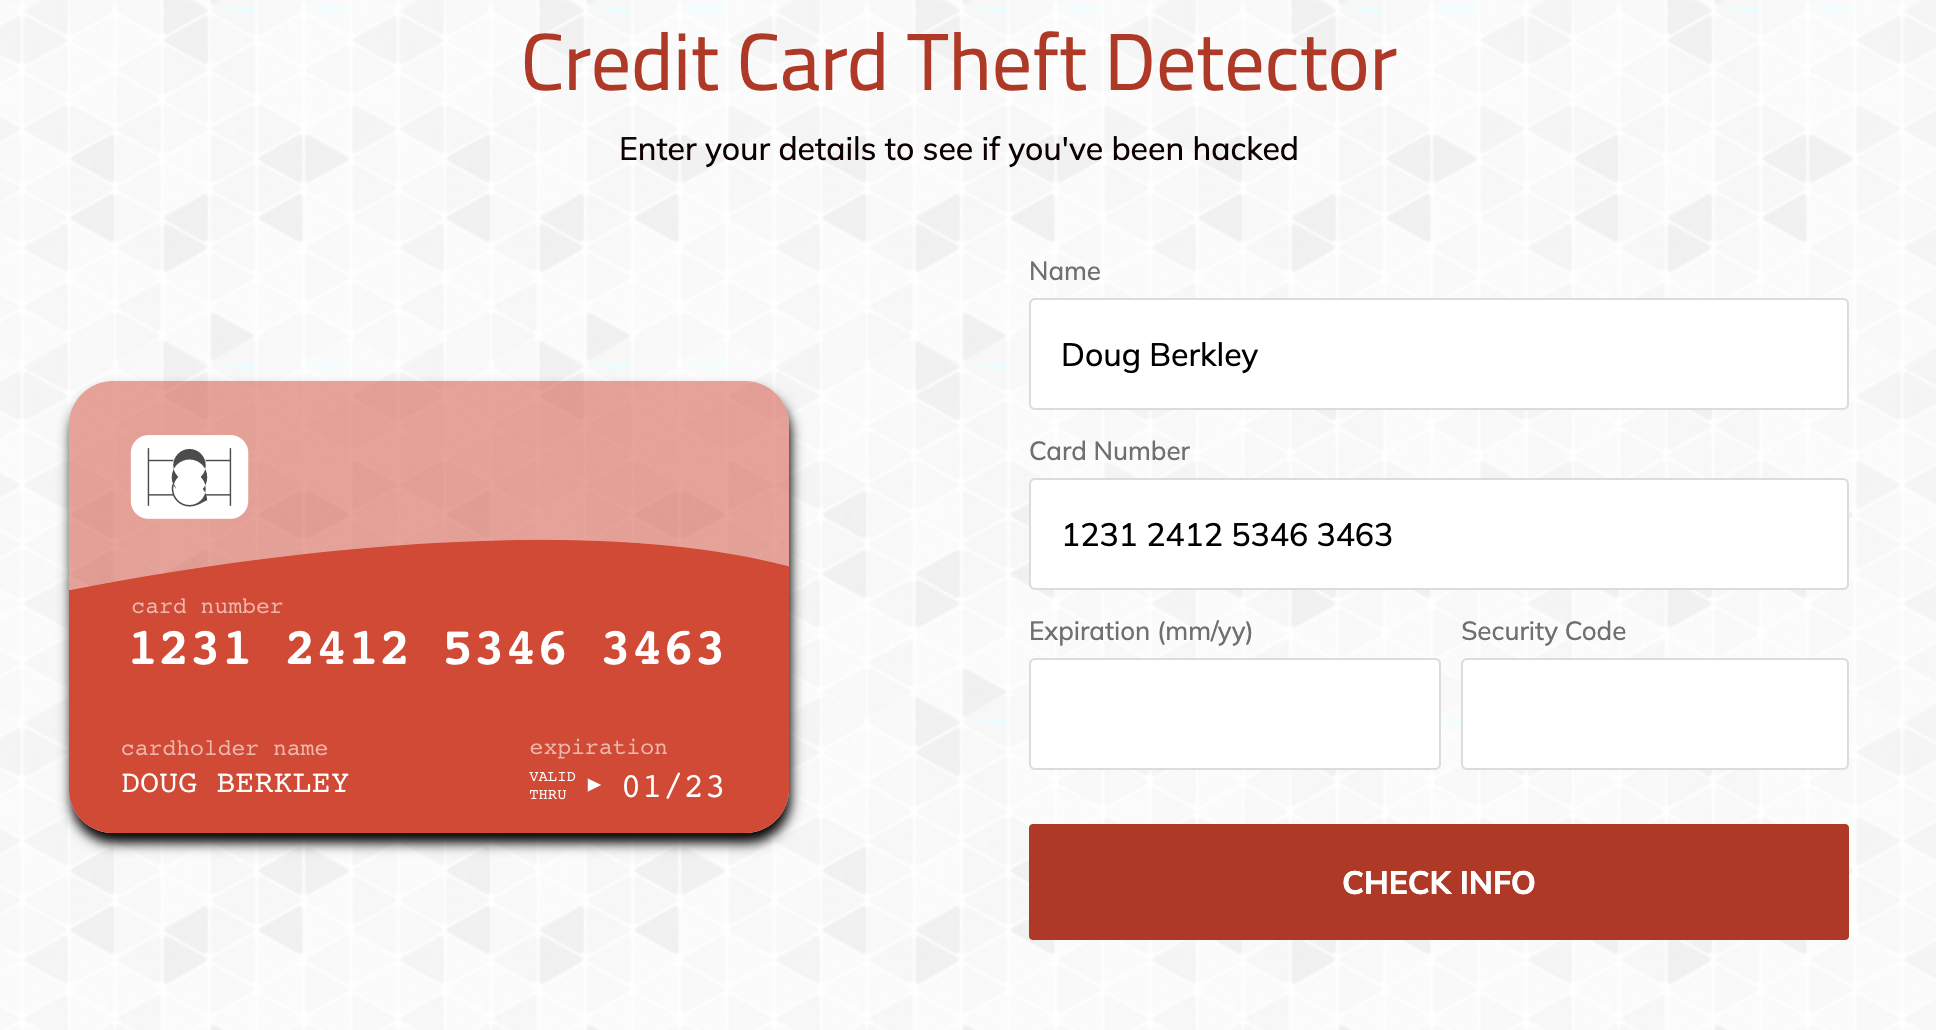 Credit Card Theft Detector
Enter your details to see if you've been hacked
card number
1231 2412 5346 3463
cardholder name
DOUG BERKLEY
expiration
VALID
THRU ▶ 01/23
Name
Doug Berkley
Card Number
1231 2412 5346 3463
Expiration (mm/yy) Security Code
CHECK INFO